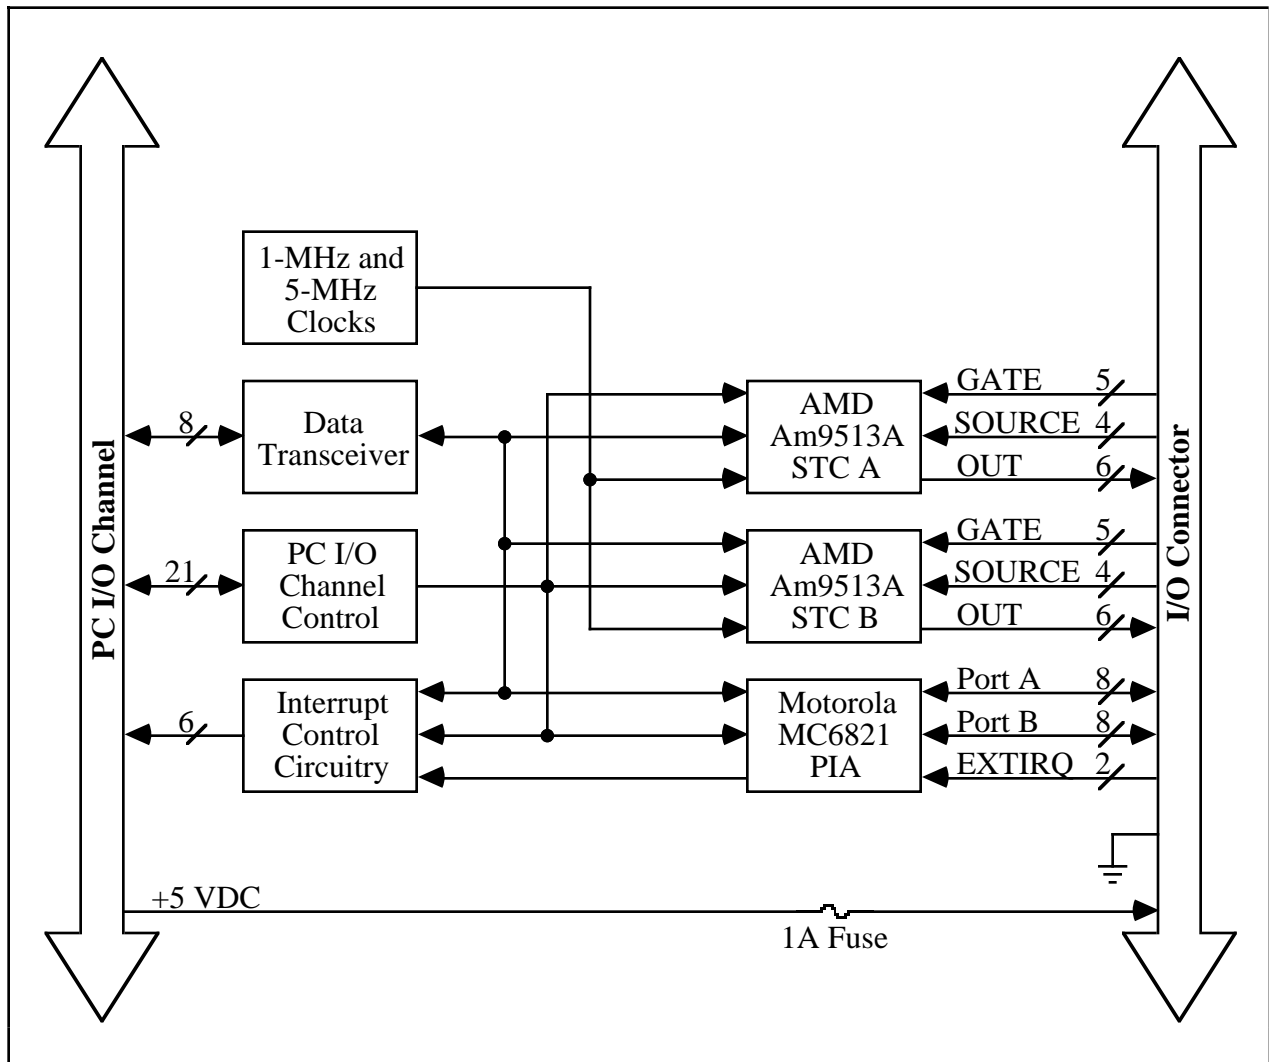 PC I/O Channel
1-MHz and
5-MHz
Clocks
8
Data
Transceiver
21
PC I/O
Channel
Control
6
Interrupt
Control
Circuitry
AMD
Am9513A
STC A
GATE 5
SOURCE 4
OUT 6
AMD
Am9513A
STC B
GATE 5
SOURCE 4
OUT 6
Motorola
MC6821
PIA
Port A 8
Port B 8
EXTIRQ 2
I/O Connector
+5 VDC
1A Fuse